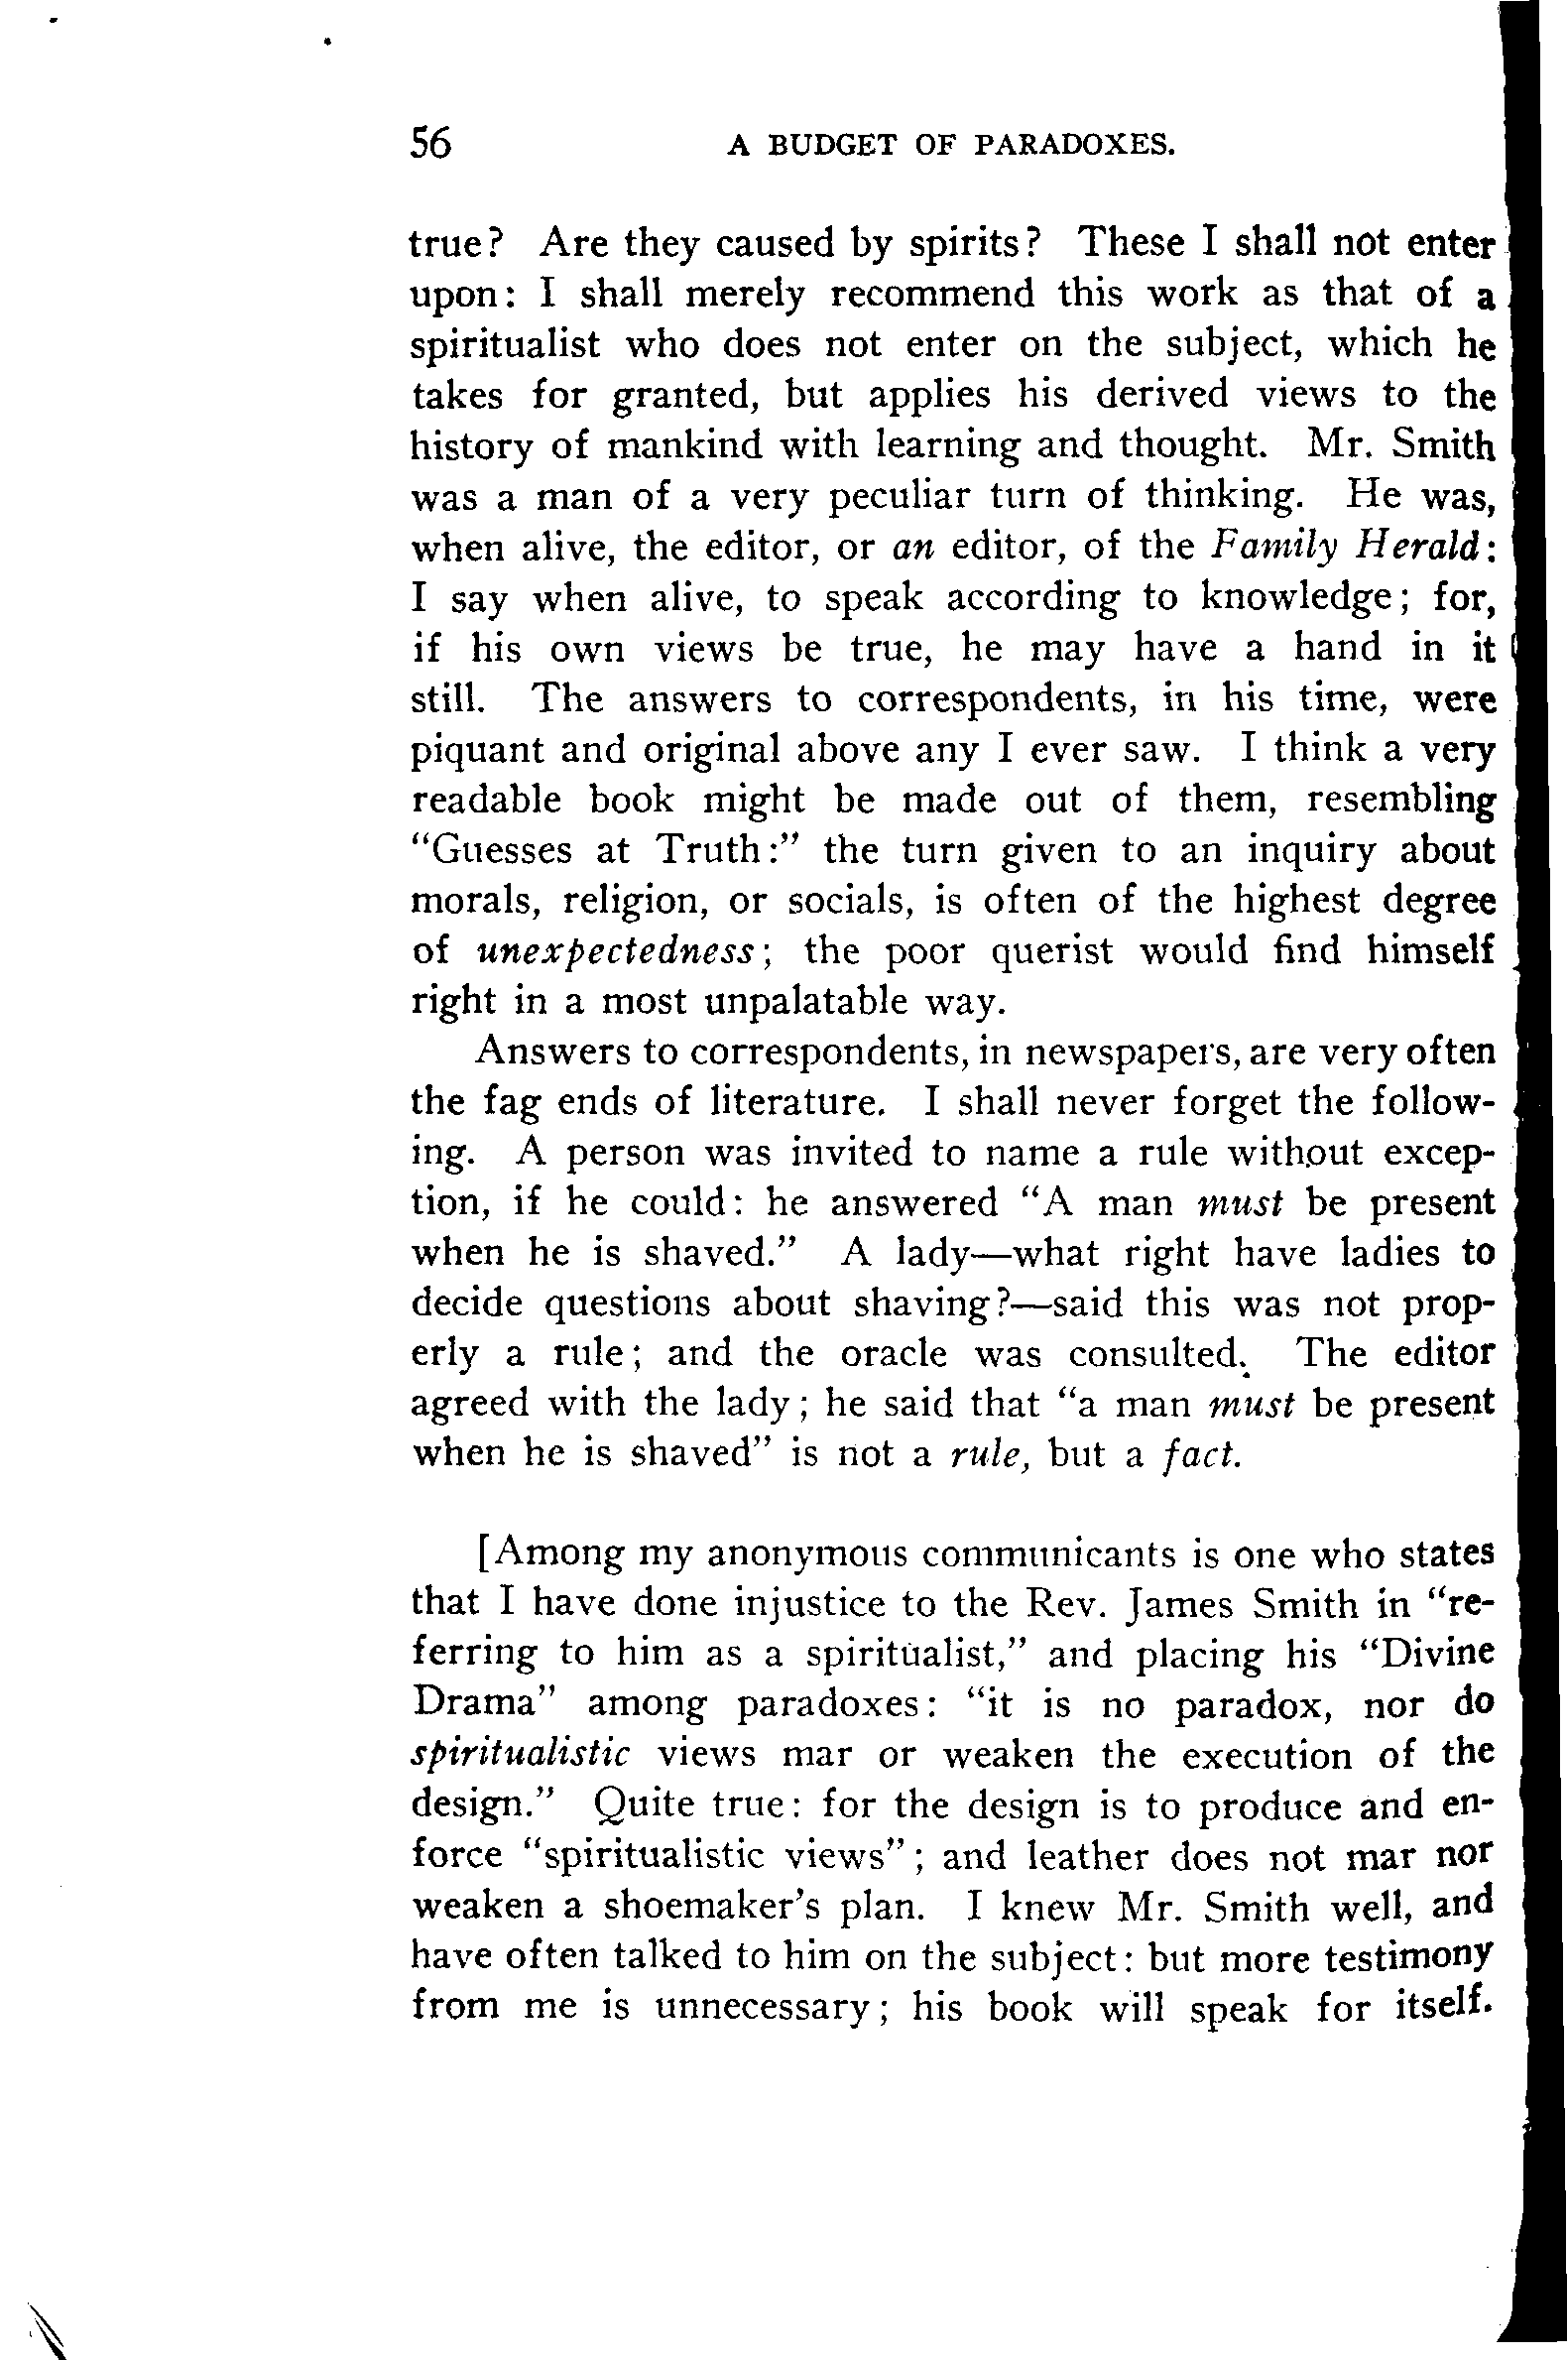 56 A BUDGET OF PARADOXES.
true? Are they caused by spirits? These I shall not enter
upon: I shall merely recommend this work as that of a
spiritualist who does not enter on the subject, which he
takes for granted, but applies his derived views to the
history of mankind with learning and thought. Mr. Smith
was a man of a very peculiar turn of thinking. He was,
when alive, the editor, or an editor, of the Family Herald:
I say when alive, to speak according to knowledge; for,
if his own views be true, he may have a hand in it
still. The answers to correspondents, in his time, were
piquant and original above any I ever saw. I think a very
readable book might be made out of them, resembling
"Guesses at Truth:" the turn given to an inquiry about
morals, religion, or socials, is often of the highest degree
of unexpectedness; the poor querist would find himself
right in a most unpalatable way.
Answers to correspondents, in newspapers, are very often
the fag ends of literature. I shall never forget the follow-
ing. A person was invited to name a rule without excep-
tion, if he could: he answered "A man must be present
when he is shaved." A lady—what right have ladies to
decide questions about shaving?—said this was not prop-
erly a rule; and the oracle was consulted. The editor
agreed with the lady; he said that "a man must be present
when he is shaved" is not a rule, but a fact.
[Among my anonymous communicants is one who states
that I have done injustice to the Rev. James Smith in "re-
ferring to him as a spiritualist," and placing his "Divine
Drama" among paradoxes: "it is no paradox, nor do
spiritualistic views mar or weaken the execution of the
design." Quite true: for the design is to produce and en-
force "spiritualistic views"; and leather does not mar nor
weaken a shoemaker's plan. I knew Mr. Smith well, and
have often talked to him on the subject: but more testimony
from me is unnecessary; his book will speak for itself.